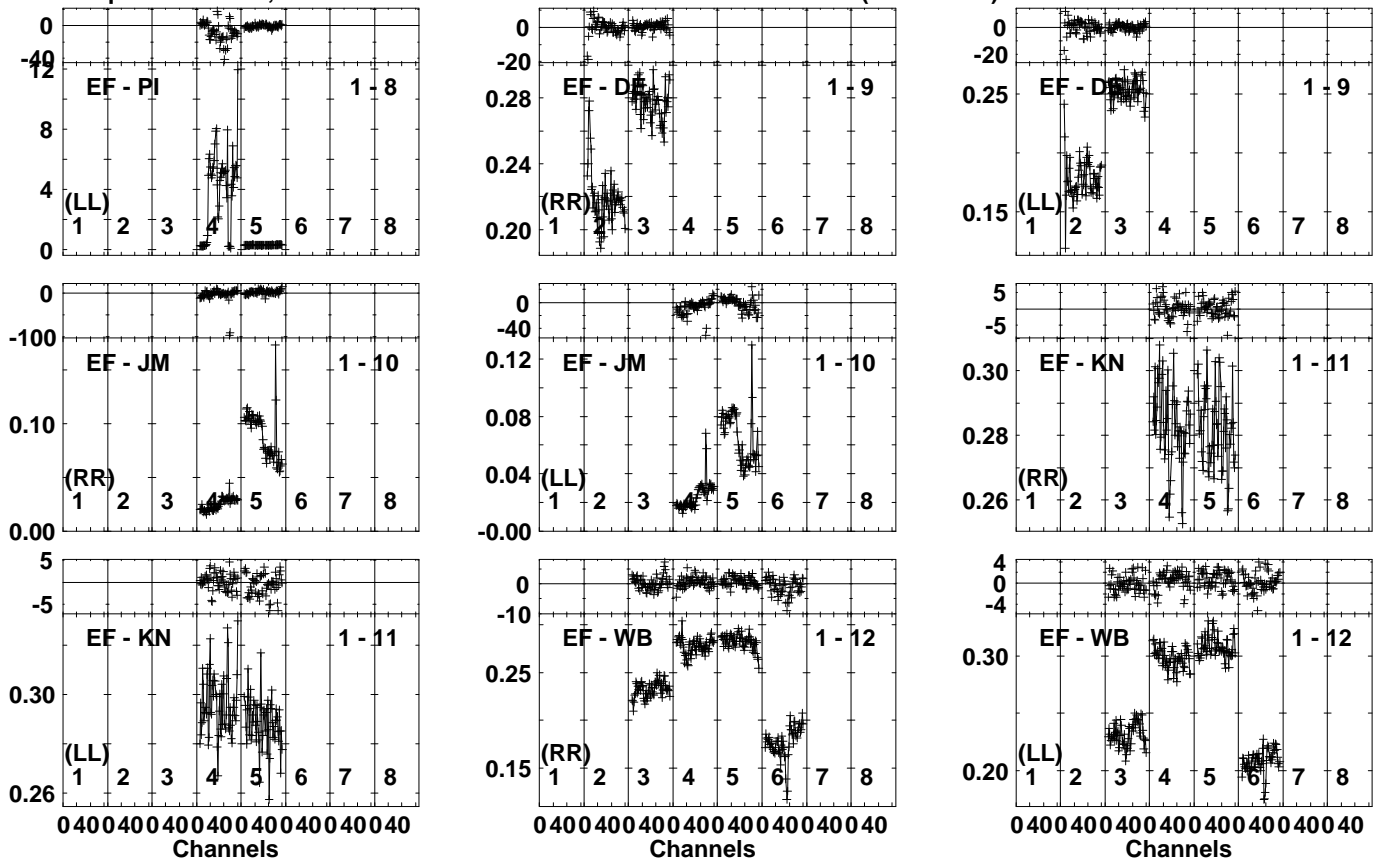 0
-40
12
EF - PI 1 - 8
8
4
(LL)
1 2 3 4 5 6 7 8
0
0
-20
EF - DE 1 - 9
0.28
0.24
(RR)
0.20
1 2 3 4 5 6 7 8
0
-20
EF - DE 1 - 9
0.25
0.15
(LL)
1 2 3 4 5 6 7 8
0
-100
EF - JM 1 - 10
0.10
(RR)
1 2 3 4 5 6 7 8
0.00
0
-40
0.12
EF - JM 1 - 10
0.08
0.04
(LL)
1 2 3 4 5 6 7 8
-0.00
5
-5
EF - KN 1 - 11
0.30
0.28
(RR)
0.26
1 2 3 4 5 6 7 8
5
-5
EF - KN 1 - 11
0.30
(LL)
1 2 3 4 5 6 7 8
0.26
0 40 0 40 0 40 0 40 0 40 0 40 0 40 0 40
Channels
0
-10
EF - WB 1 - 12
0.25
(RR)
0.15
1 2 3 4 5 6 7 8
0 40 0 40 0 40 0 40 0 40 0 40 0 40 0 40
Channels
4
0
-4
EF - WB 1 - 12
0.30
(LL)
0.20
1 2 3 4 5 6 7 8
0 40 0 40 0 40 0 40 0 40 0 40 0 40 0 40
Channels